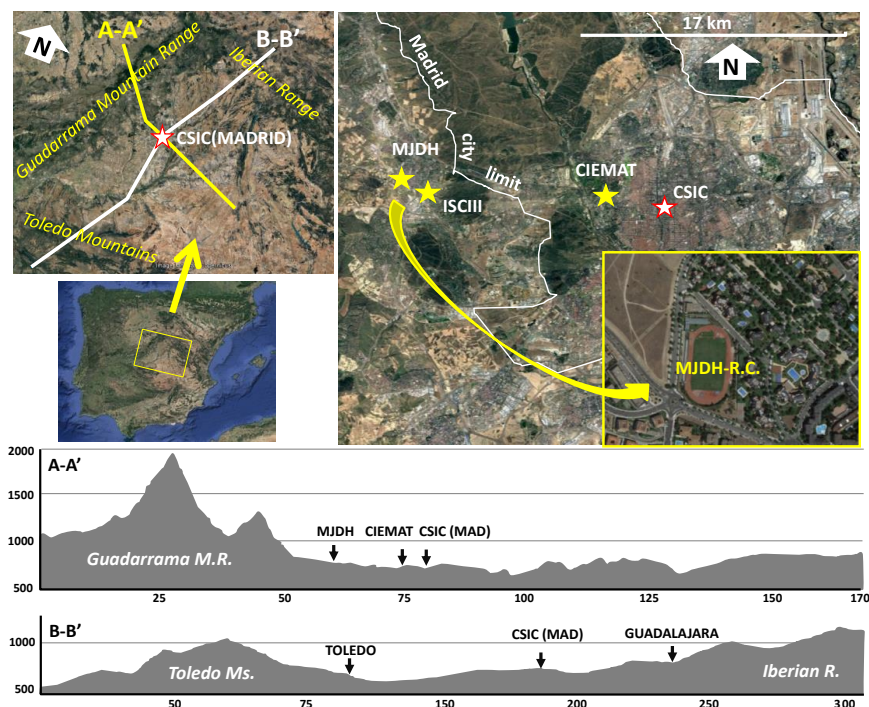 N
A-A'
B-B'
Guadarrama Mountain Range
Iberian Range
CSIC(MADRID)
Toledo Mountains
17 km
N
Madrid
city
limit
MJDH
ISCIII
CIEMAT
CSIC
MJDH-R.C.
2000
1500
1000
500
A-A'
MJDH CIEMAT CSIC (MAD)
Guadarrama M.R.
25 50 75 100 125 150 170
B-B'
1000
500
TOLEDO CSIC (MAD) GUADALAJARA
Toledo Ms. Iberian R.
50 75 150 200 250 300